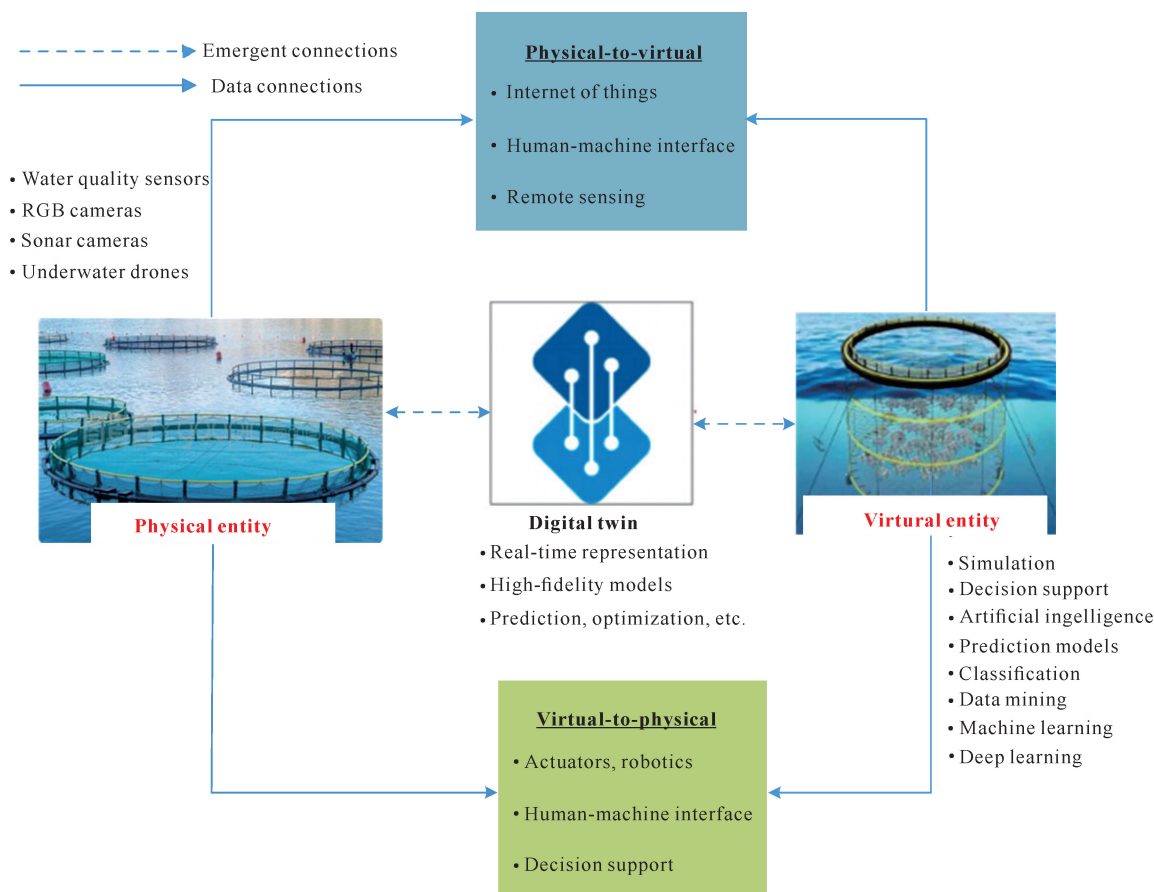 Emergent connections
Data connections
Physical-to-virtual
• Internet of things
• Human-machine interface
• Remote sensing
• Water quality sensors
• RGB cameras
• Sonar cameras
• Underwater drones
Physical entity
Digital twin
• Real-time representation
• High-fidelity models
• Prediction, optimization, etc.
Virtural entity
• Simulation
• Decision support
• Artificial ingelligence
• Prediction models
• Classification
• Data mining
• Machine learning
• Deep learning
Virtual-to-physical
• Actuators, robotics
• Human-machine interface
• Decision support